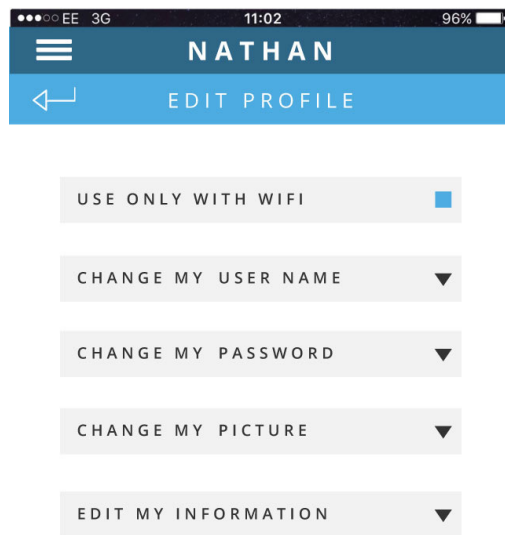 EE 3G 11:02 96%
NATHAN
EDIT PROFILE
USE ONLY WITH WIFI
CHANGE MY USER NAME
CHANGE MY PASSWORD
CHANGE MY PICTURE
EDIT MY INFORMATION